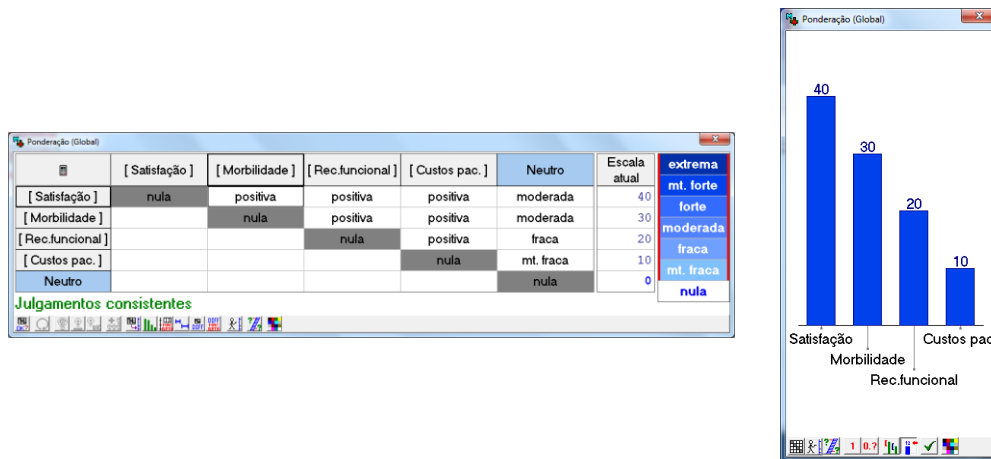 Ponderação (Global)
[ Satisfação ] [ Morbilidade ] [ Rec.funcional ] [ Custos pac. ] Neutro Escala atual
[ Satisfação ] nula positiva positiva positiva moderada 40
[ Morbilidade ] nula positiva positiva moderada 30
[ Rec.funcional ] nula positiva fraca 20
[ Custos pac. ] nula mt. fraca 10
Neutro nula 0
extrema
mt. forte
forte
moderada
fraca
mt. fraca
nula
Julgamentos consistentes
Ponderação (Global)
40
30
20
10
Satisfação Custos pac
Morbilidade
Rec.funcional
1 0.?